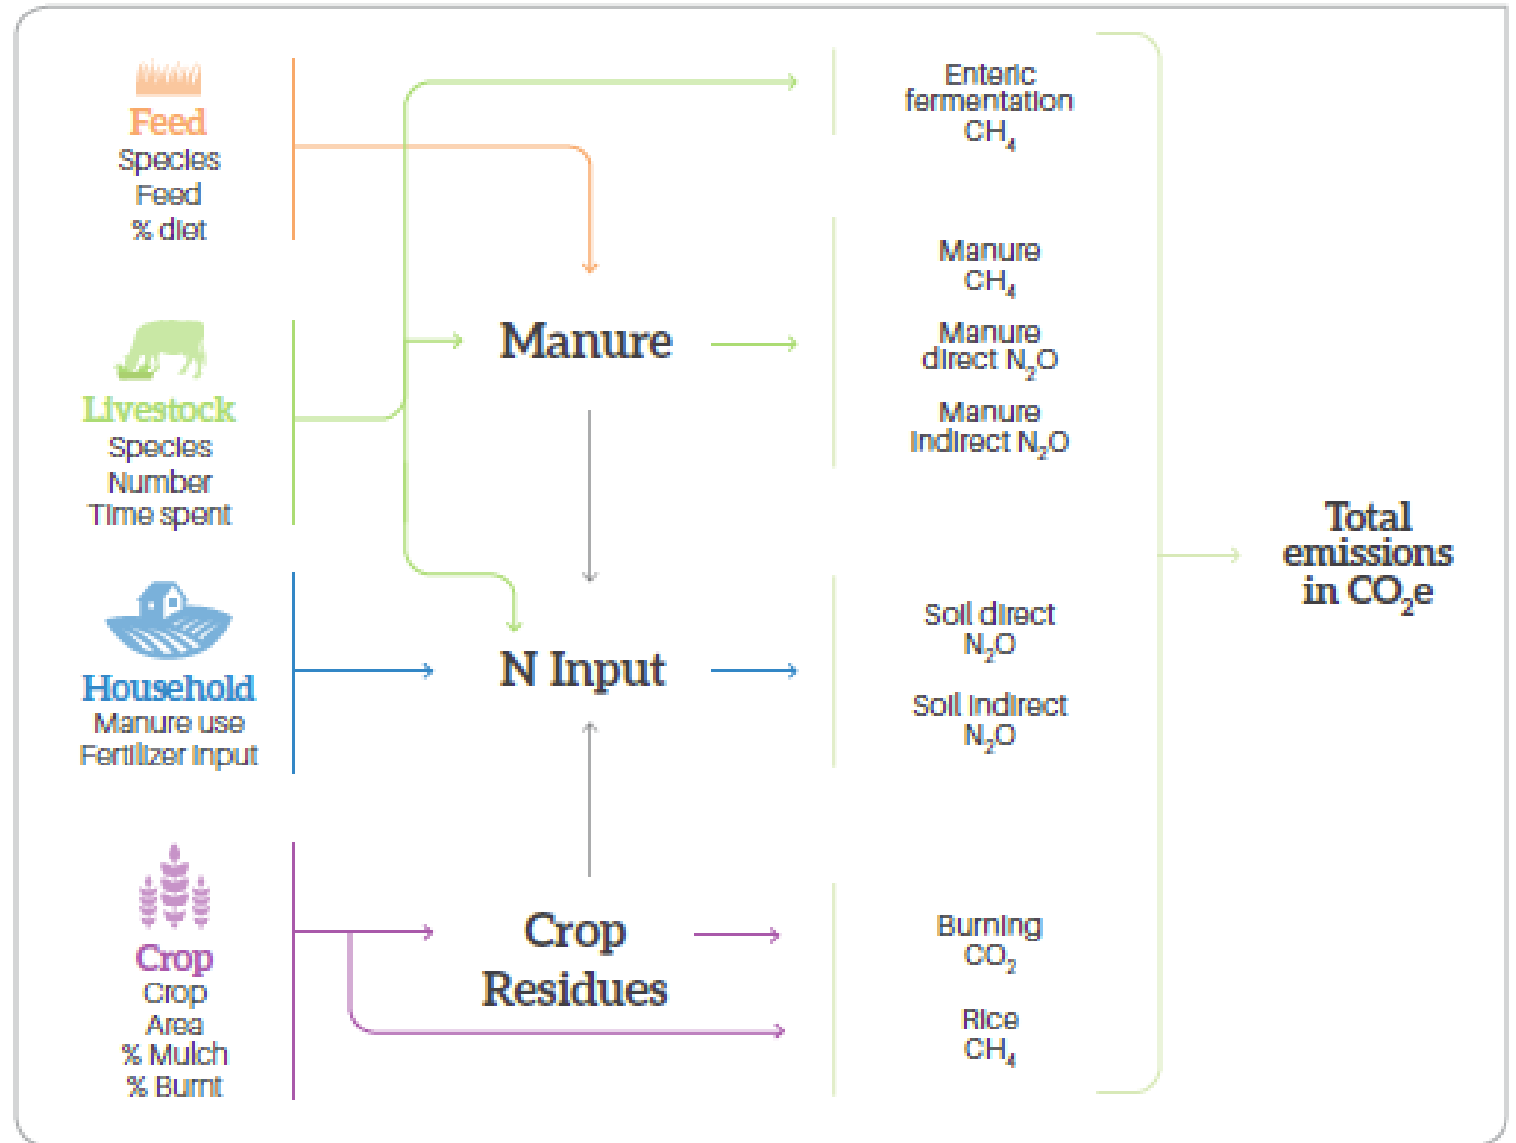 Feed
Species
Feed
% diet
Livestock
Species
Number
Time spent
Household
Manure use
Fertilizer input
Crop
Crop
Area
% Mulch
% Burnt
Manure
N Input
Crop
Residues
Enteric
fermentation
CH₄
Manure
CH₄
Manure
direct N₂O
Manure
indirect N₂O
Soil direct
N₂O
Soil indirect
N₂O
Burning
CO₂
Rice
CH₄
Total
emissions
in CO₂e